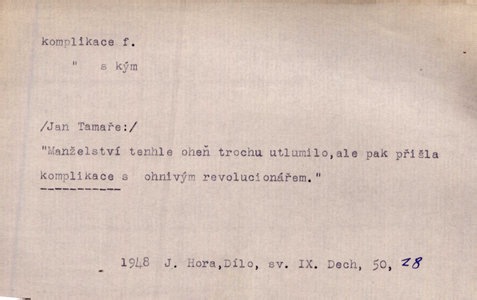 komplikace f.
" s kým
/Jan Tamaře:/
"Manželství tenhle oheň trochu utlumilo,ale pak přišla
komplikace s ohnivým revolucionářem."
1948 J. Hora,Dílo, sv. IX. Dech, 50, 28